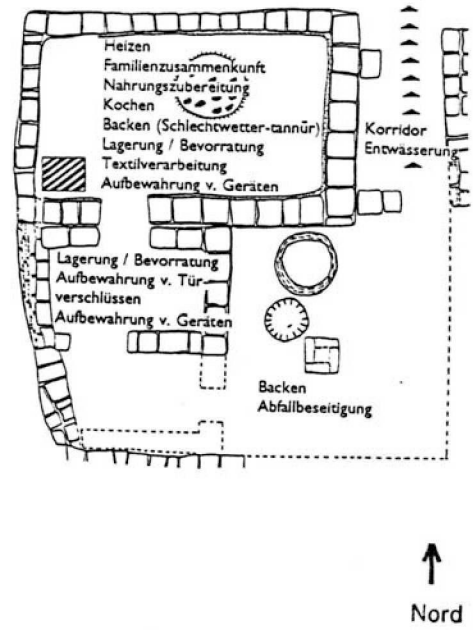 Heizen
Familienzusammenkunft
Nahrungszubereitung
Kochen
Backen (Schlechtwetter-tannūr)
Lagerung / Bevorratung
Textilverarbeitung
Aufbewahrung v. Geräten
Korridor
Entwässerung
Lagerung / Bevorratung
Aufbewahrung v. Tür-
verschlüssen
Aufbewahrung v. Geräten
Backen
Abfallbeseitigung
Nord